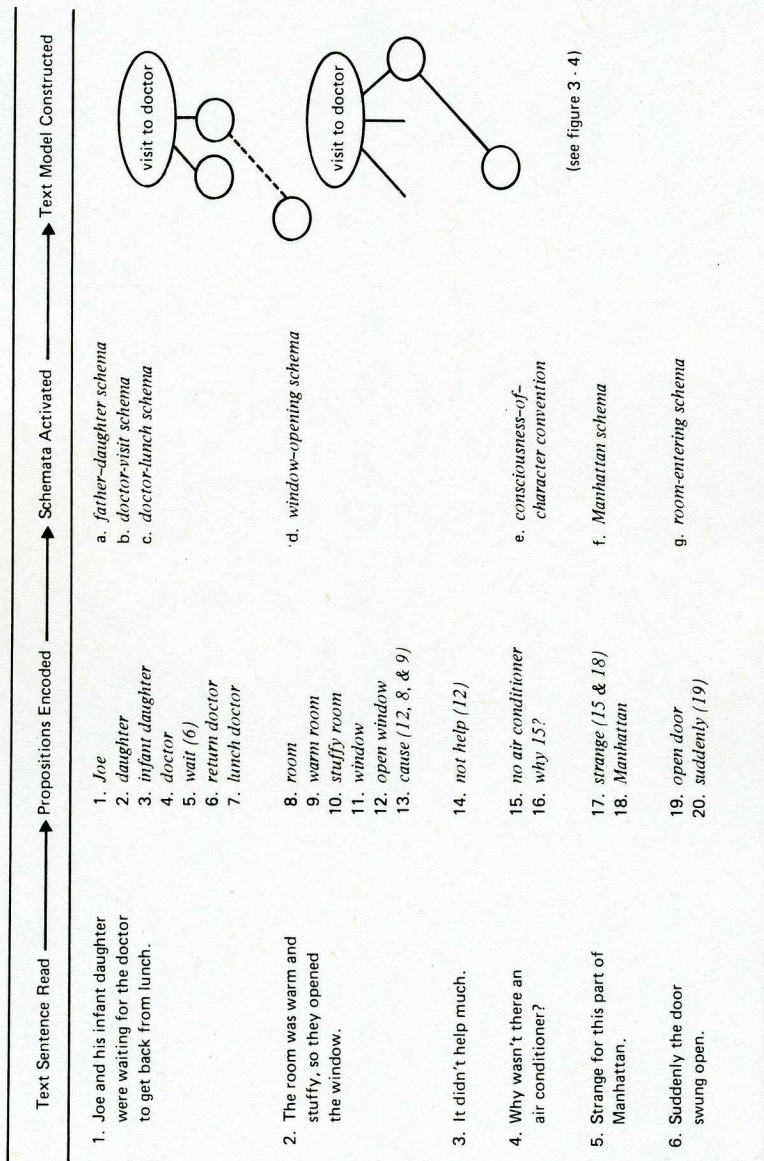 Text Sentence Read
Propositions Encoded
Schemata Activated
Text Model Constructed
1. Joe and his infant daughter
were waiting for the doctor
to get back from lunch.
1. Joe
2. daughter
3. infant daughter
4. doctor
5. wait (6)
6. return doctor
7. lunch doctor
a. father-daughter schema
b. doctor-visit schema
c. doctor-lunch schema
visit to doctor
2. The room was warm and
stuffy, so they opened
the window.
8. room
9. warm room
10. stuffy room
11. window
12. open window
13. cause (12, 8, & 9)
d. window-opening schema
visit to doctor
3. It didn't help much.
14. not help (12)
4. Why wasn't there an
air conditioner?
15. no air conditioner
16. why 15?
e. consciousness-of-
character convention
5. Strange for this part of
Manhattan.
17. strange (15 & 18)
18. Manhattan
f. Manhattan schema
(see figure 3 - 4)
6. Suddenly the door
swung open.
19. open door
20. suddenly (19)
g. room-entering schema